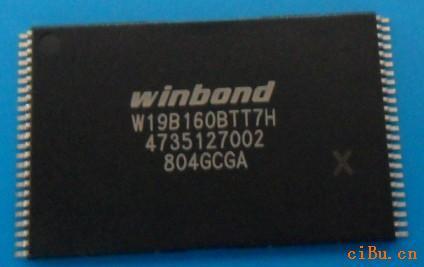 winbond
W19B160BTT7H
4735127002
804GCGA
X
ciBu.cn